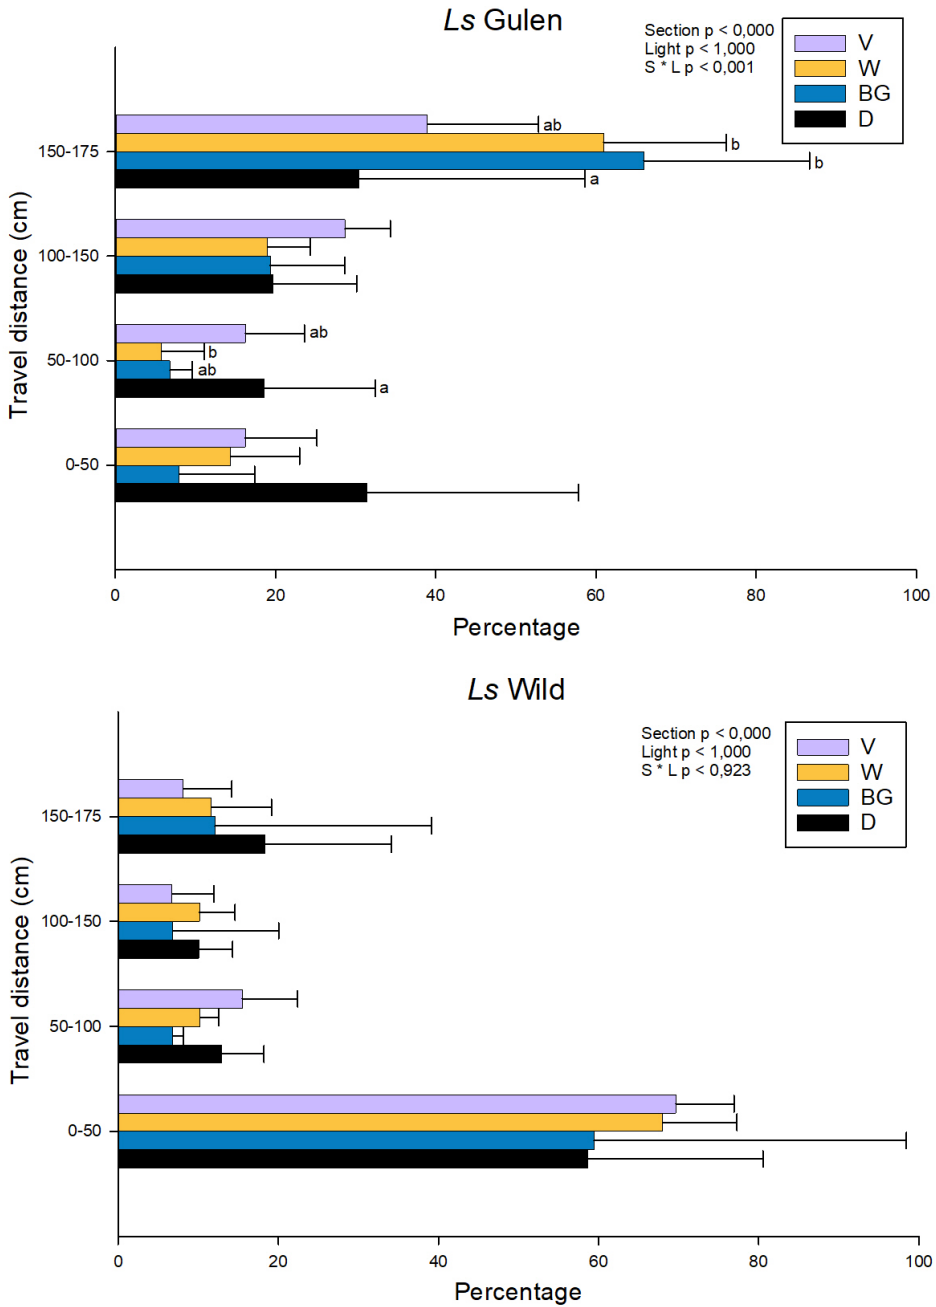 Ls Gulen
Section p < 0,000
Light p < 1,000
S * L p < 0,001
V
W
BG
D
Travel distance (cm)
150-175
ab
b
b
a
100-150
50-100
ab
b
ab
a
0-50
0
20
40
60
80
100
Percentage
Ls Wild
Section p < 0,000
Light p < 1,000
S * L p < 0,923
V
W
BG
D
Travel distance (cm)
150-175
100-150
50-100
0-50
0
20
40
60
80
100
Percentage